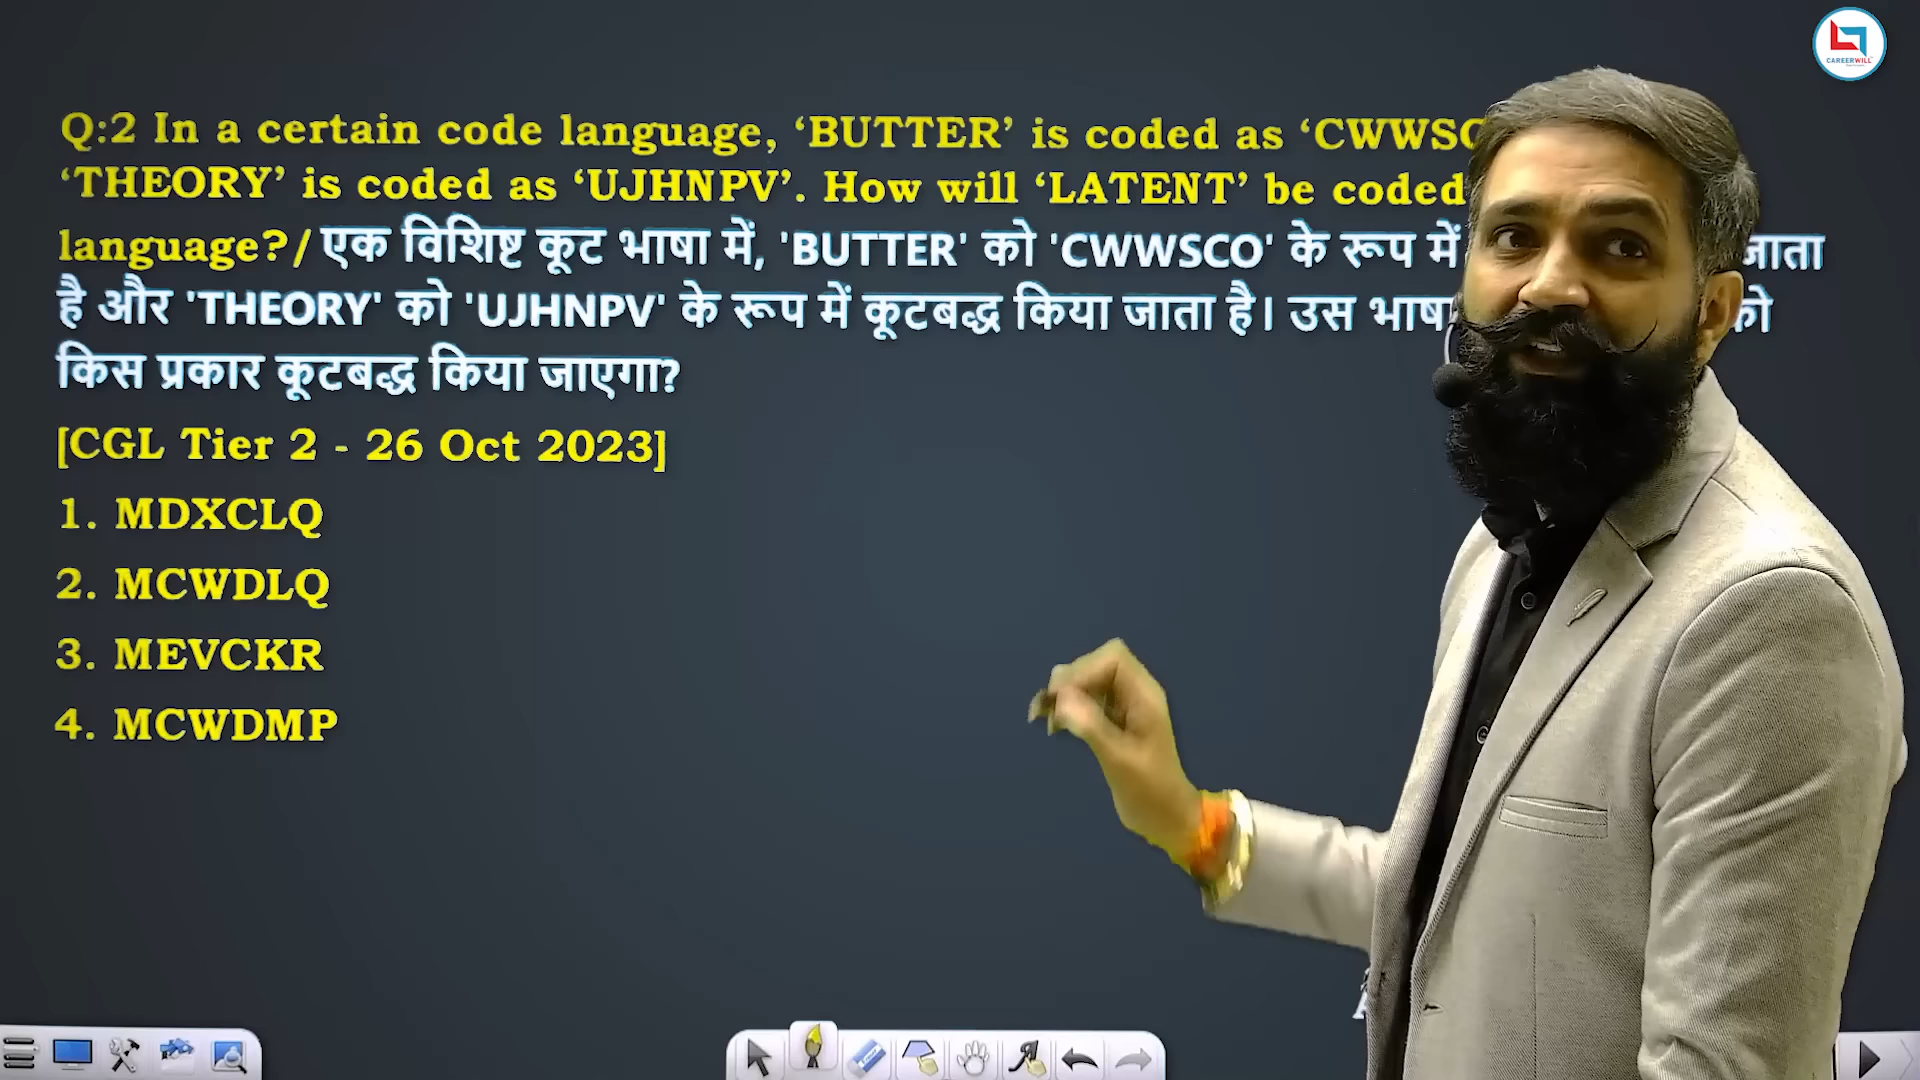 CAREERWILL
Q:2 In a certain code language, ‘BUTTER’ is coded as
‘THEORY’ is coded as ‘UJHNPV’. How will ‘LATENT’ be coded
language?/ एक विशिष्ट कूट भाषा में, 'BUTTER' को 'CWWSCO' के रूप में जाता
है और 'THEORY' को 'UJHNPV' के रूप में कूटबद्ध किया जाता है। उस को
किस प्रकार कूटबद्ध किया जाएगा?
[CGL Tier 2 - 26 Oct 2023]
1. MDXCLQ
2. MCWDLQ
3. MEVCKR
4. MCWDMP